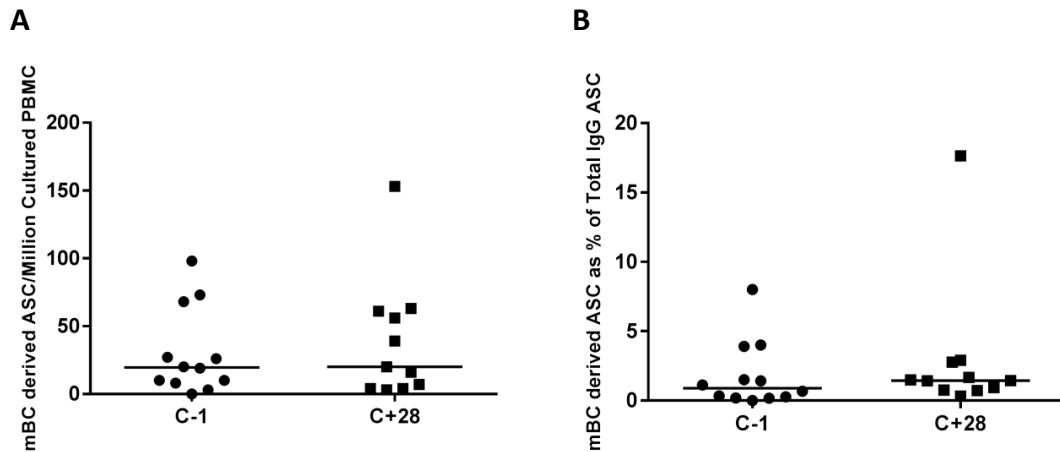 A
mBC derived ASC/Million Cultured PBMC
200
150
100
50
0
C-1
C+28
B
mBC derived ASC as % of Total IgG ASC
20
15
10
5
0
C-1
C+28